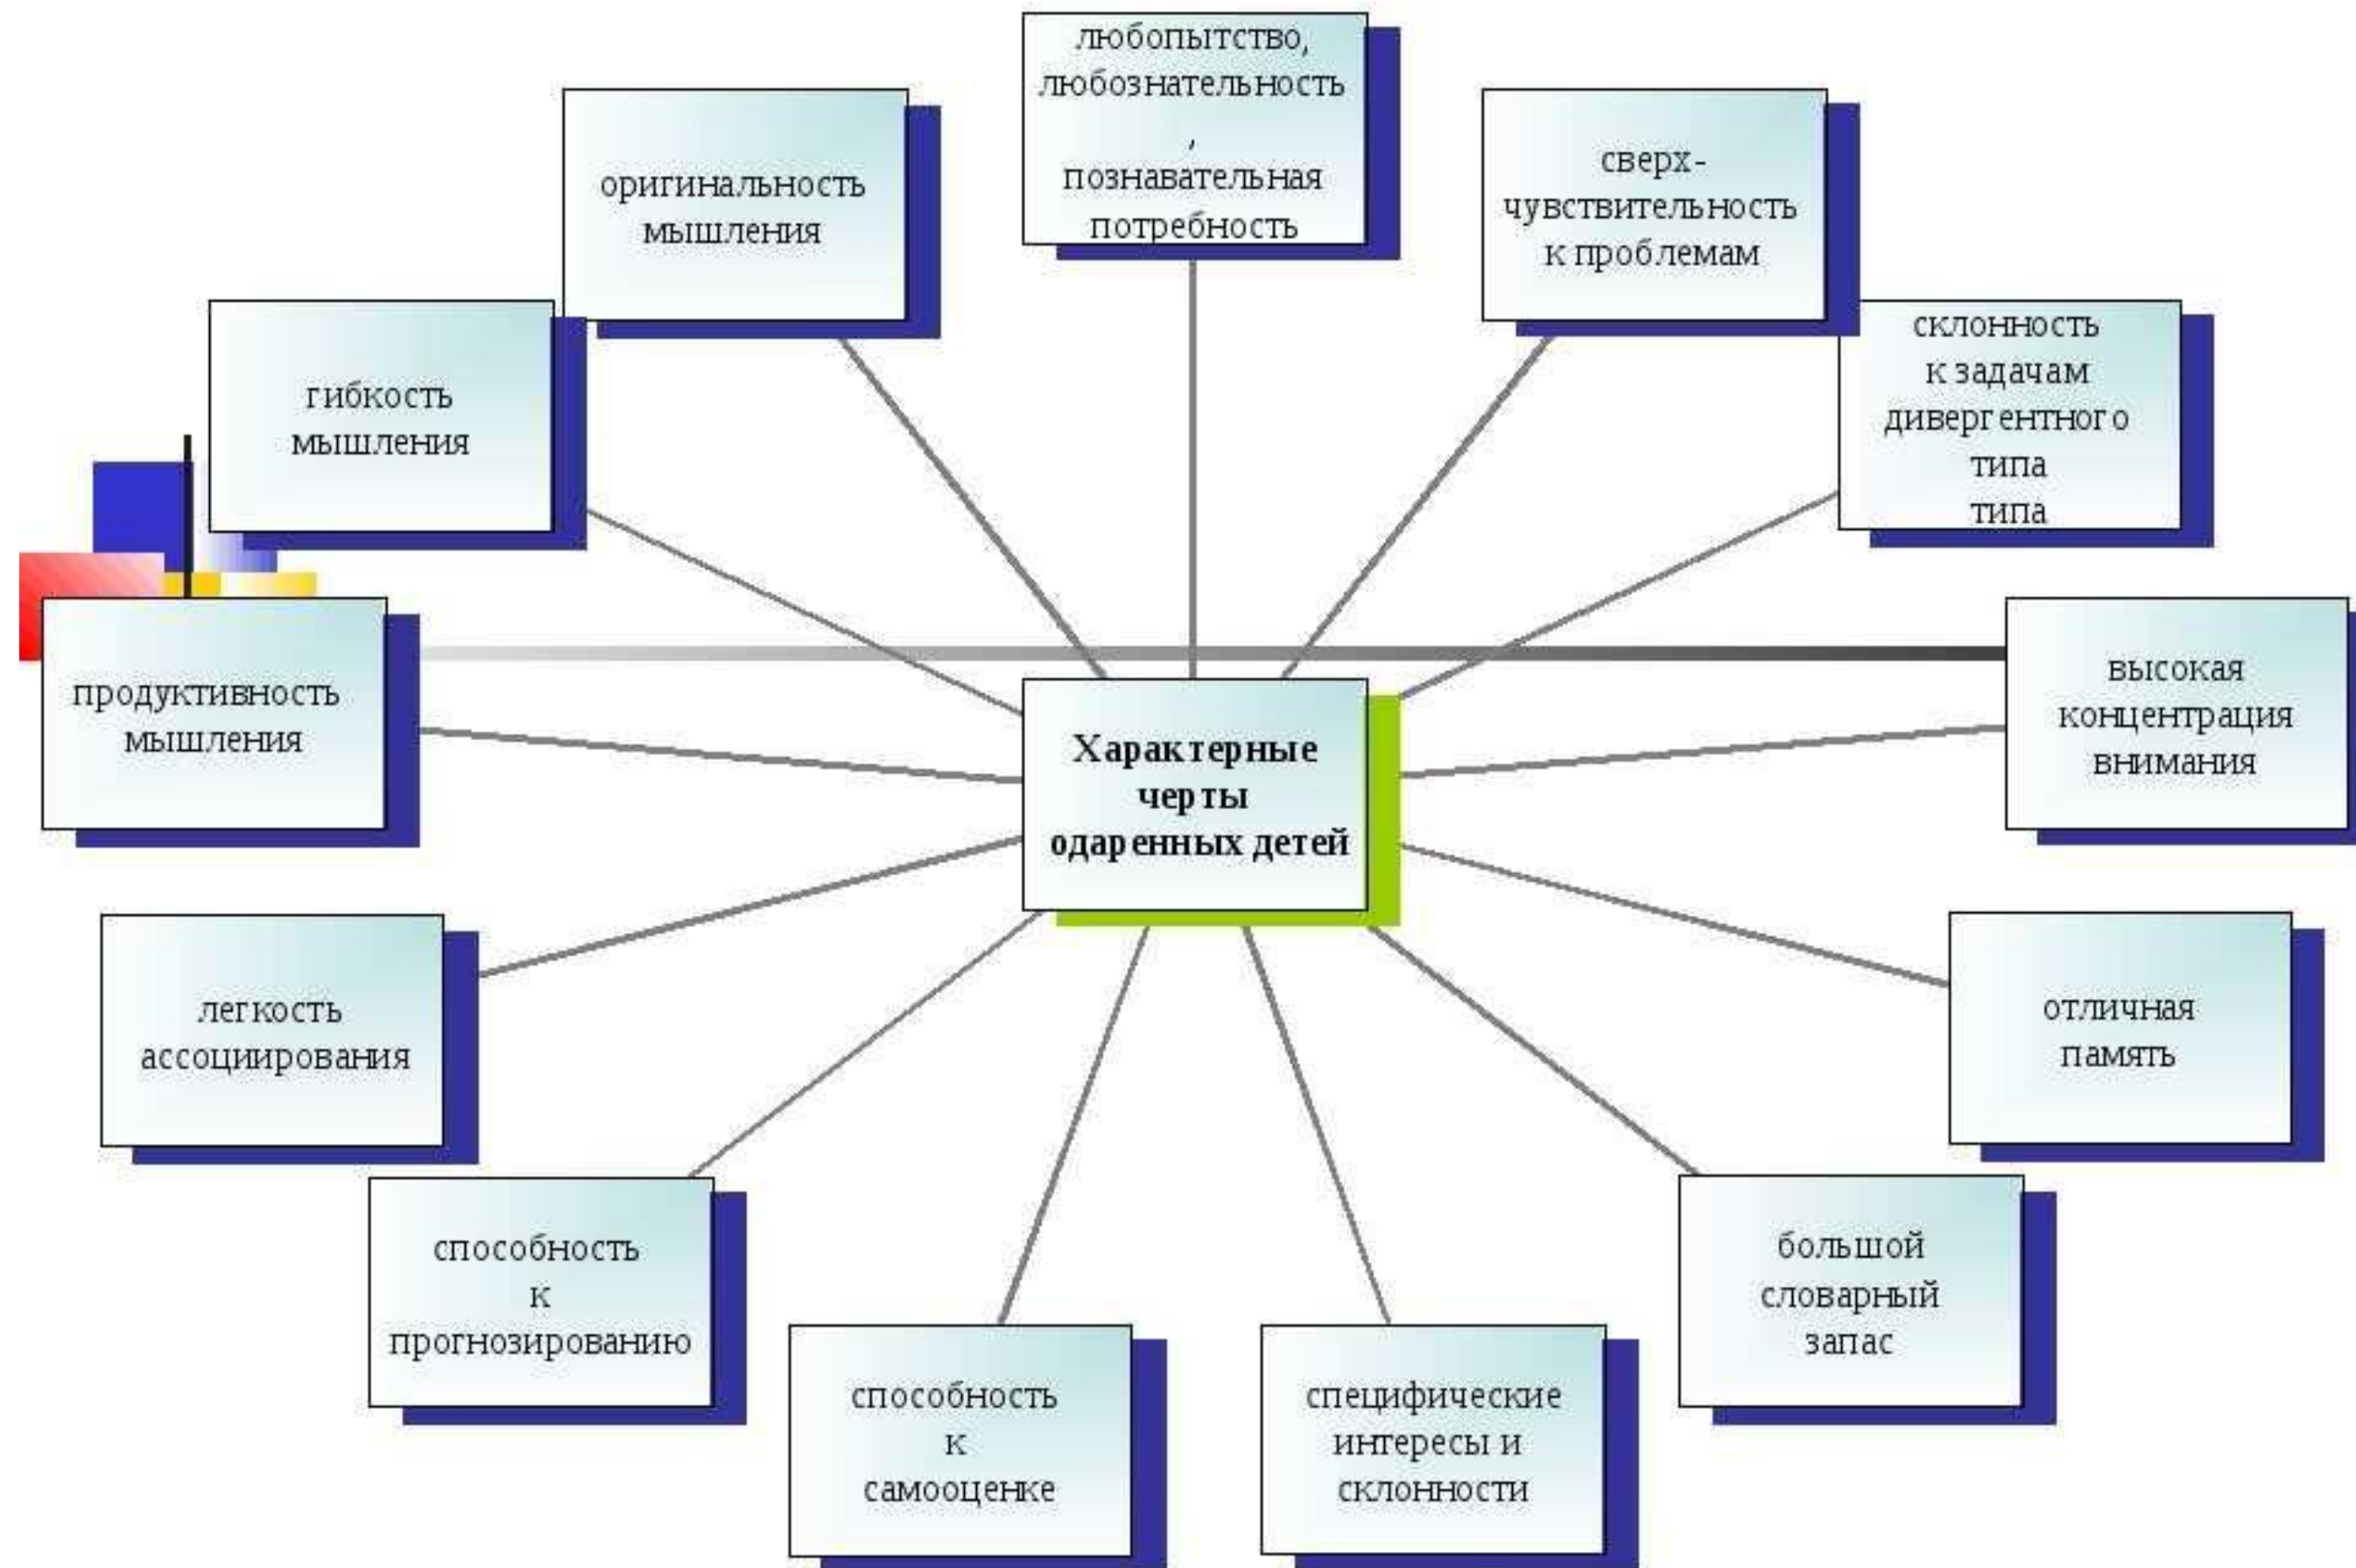 любопытство,
любознательность
,
познавательная
потребность
оригинальность
мышления
сверх-
чувствительность
к проблемам
гибкость
мышления
склонность
к задачам
дивергентного
типа
типа
продуктивность
мышления
высокая
концентрация
внимания
Характерные
черты
одаренных детей
легкость
ассоциирования
отличная
память
способность
к
прогнозированию
большой
словарный
запас
способность
к
самооценке
специфические
интересы и
склонности